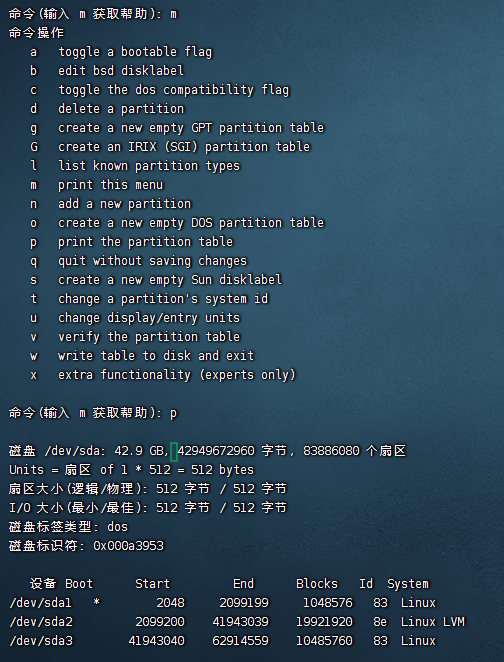 命令(输入 m 获取帮助): m
命令操作
   a   toggle a bootable flag
   b   edit bsd disklabel
   c   toggle the dos compatibility flag
   d   delete a partition
   g   create a new empty GPT partition table
   G   create an IRIX (SGI) partition table
   l   list known partition types
   m   print this menu
   n   add a new partition
   o   create a new empty DOS partition table
   p   print the partition table
   q   quit without saving changes
   s   create a new empty Sun disklabel
   t   change a partition's system id
   u   change display/entry units
   v   verify the partition table
   w   write table to disk and exit
   x   extra functionality (experts only)
命令(输入 m 获取帮助): p
磁盘 /dev/sda: 42.9 GB, 42949672960 字节, 83886080 个扇区
Units = 扇区 of 1 * 512 = 512 bytes
扇区大小(逻辑/物理): 512 字节 / 512 字节
I/O 大小(最小/最佳): 512 字节 / 512 字节
磁盘标签类型: dos
磁盘标识符: 0x000a3953
   设备 Boot      Start         End      Blocks   Id  System
/dev/sda1   *        2048     2099199     1048576   83  Linux
/dev/sda2         2099200    41943039    19921920   8e  Linux LVM
/dev/sda3        41943040    62914559    10485760   83  Linux